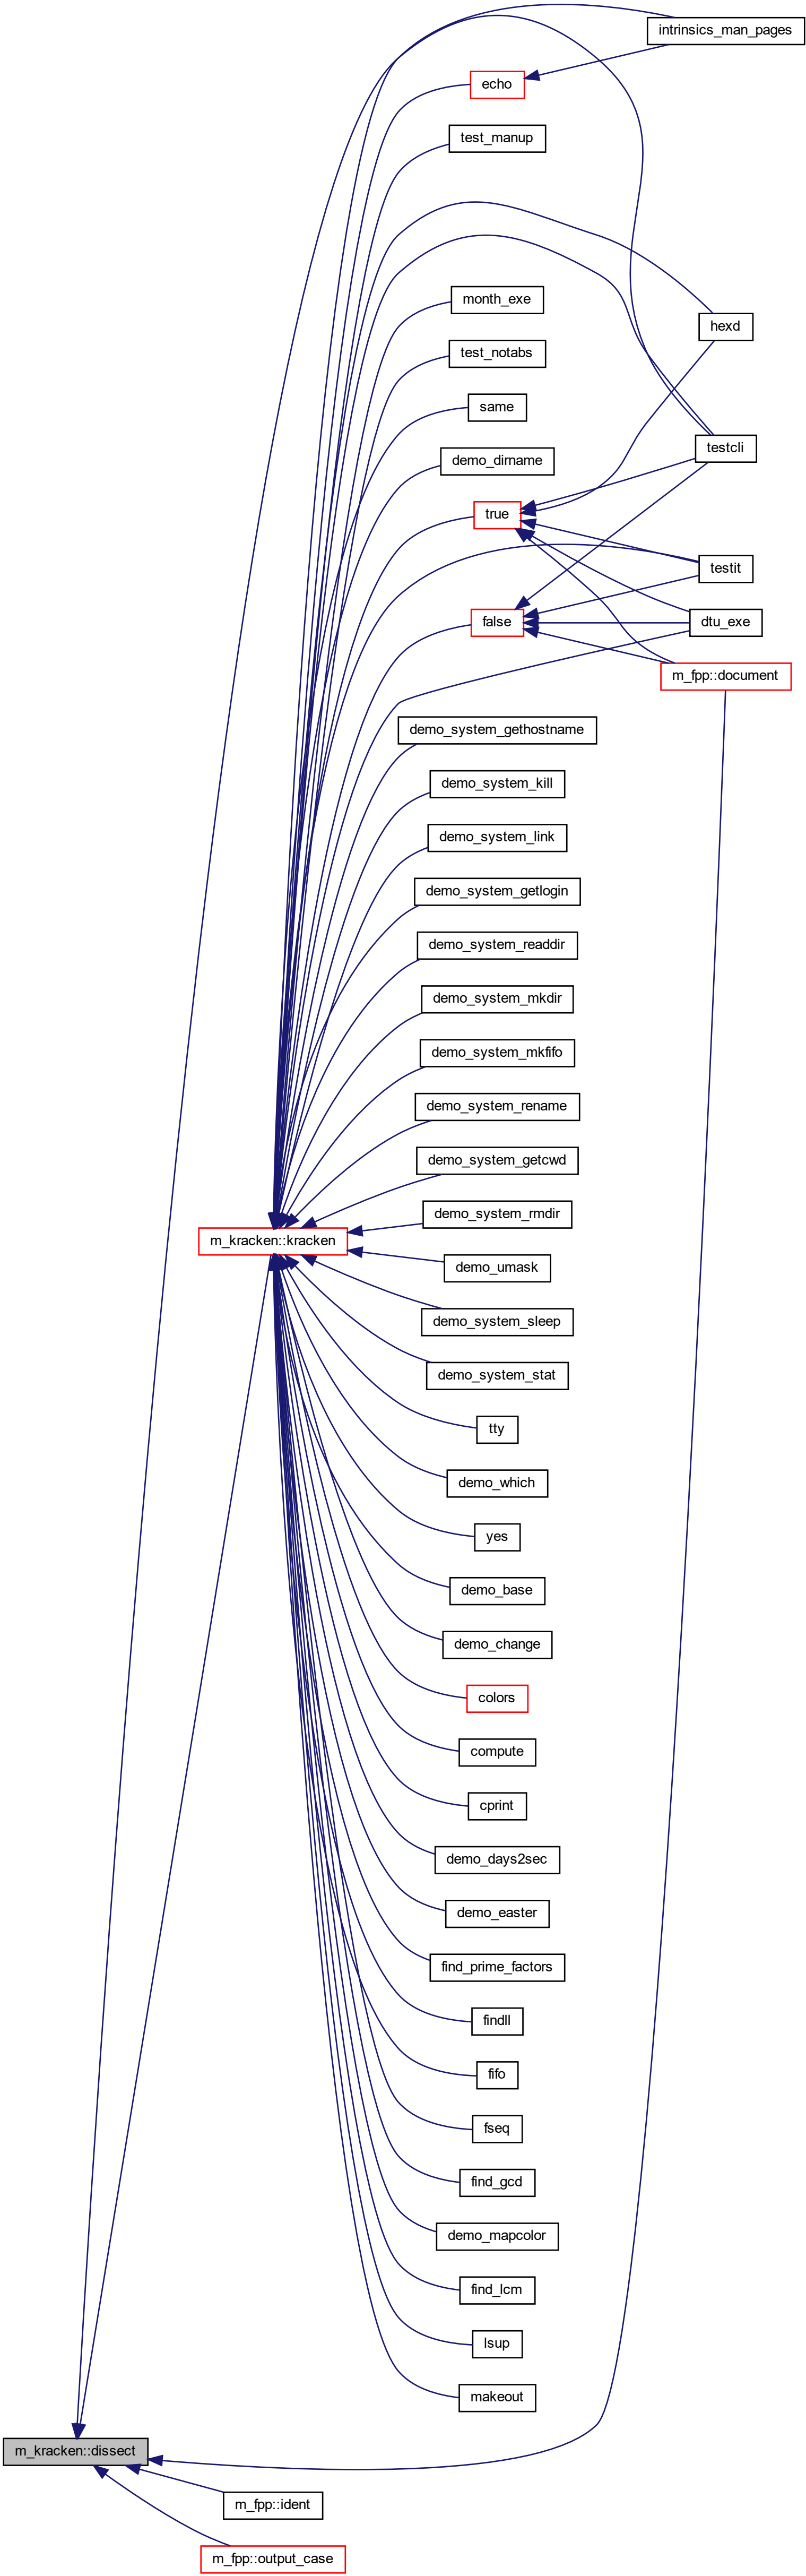 intrinsics_man_pages
echo
test_manup
month_exe
hexd
test_notabs
same
testcli
demo_dirname
true
testit
false
dtu_exe
m_fpp::document
demo_system_gethostname
demo_system_kill
demo_system_link
demo_system_getlogin
demo_system_readdir
demo_system_mkdir
demo_system_mkfifo
demo_system_rename
demo_system_getcwd
demo_system_rmdir
m_kracken::kracken
demo_umask
demo_system_sleep
demo_system_stat
tty
demo_which
yes
demo_base
demo_change
colors
compute
cprint
demo_days2sec
demo_easter
find_prime_factors
findll
fifo
fseq
find_gcd
demo_mapcolor
find_lcm
lsup
makeout
m_kracken::dissect
m_fpp::ident
m_fpp::output_case